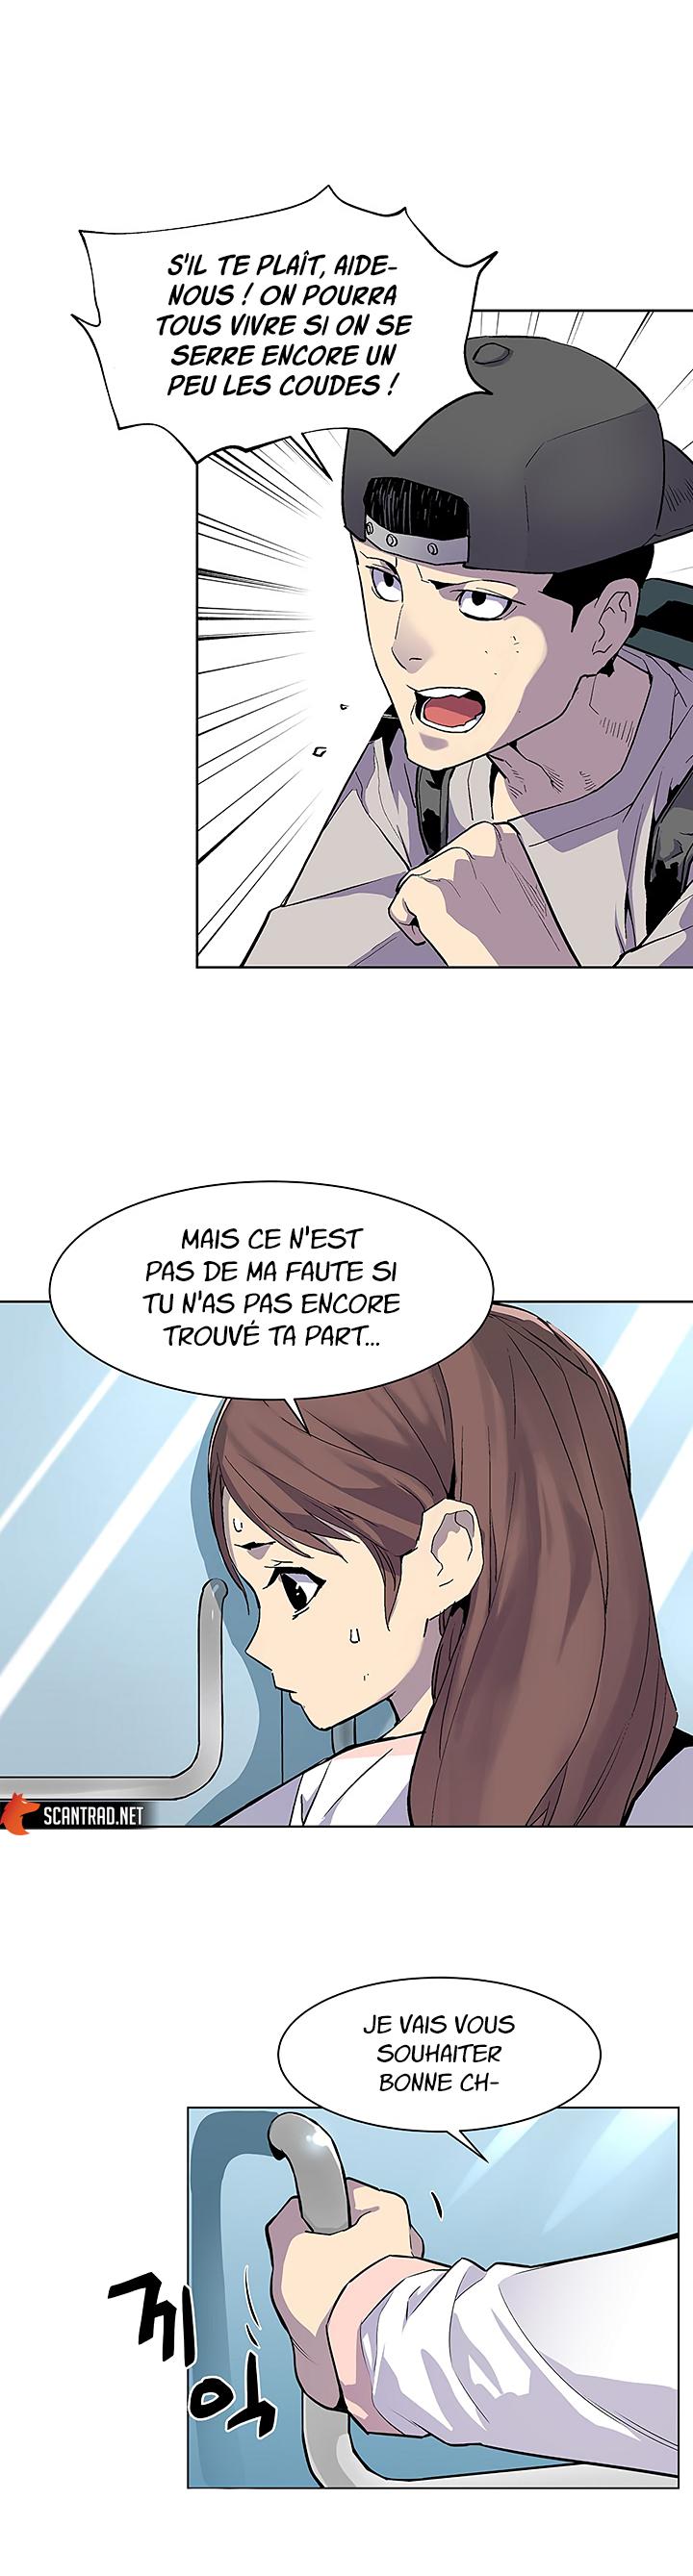 S'IL TE PLAÎT, AIDE-
NOUS ! ON POURRA
TOUS VIVRE SI ON SE
SERRE ENCORE UN
PEU LES COUDES !
MAIS CE N'EST
PAS DE MA FAUTE SI
TU N'AS PAS ENCORE
TROUVÉ TA PART...
SCANTRAD.NET
JE VAIS VOUS
SOUHAITER
BONNE CH-